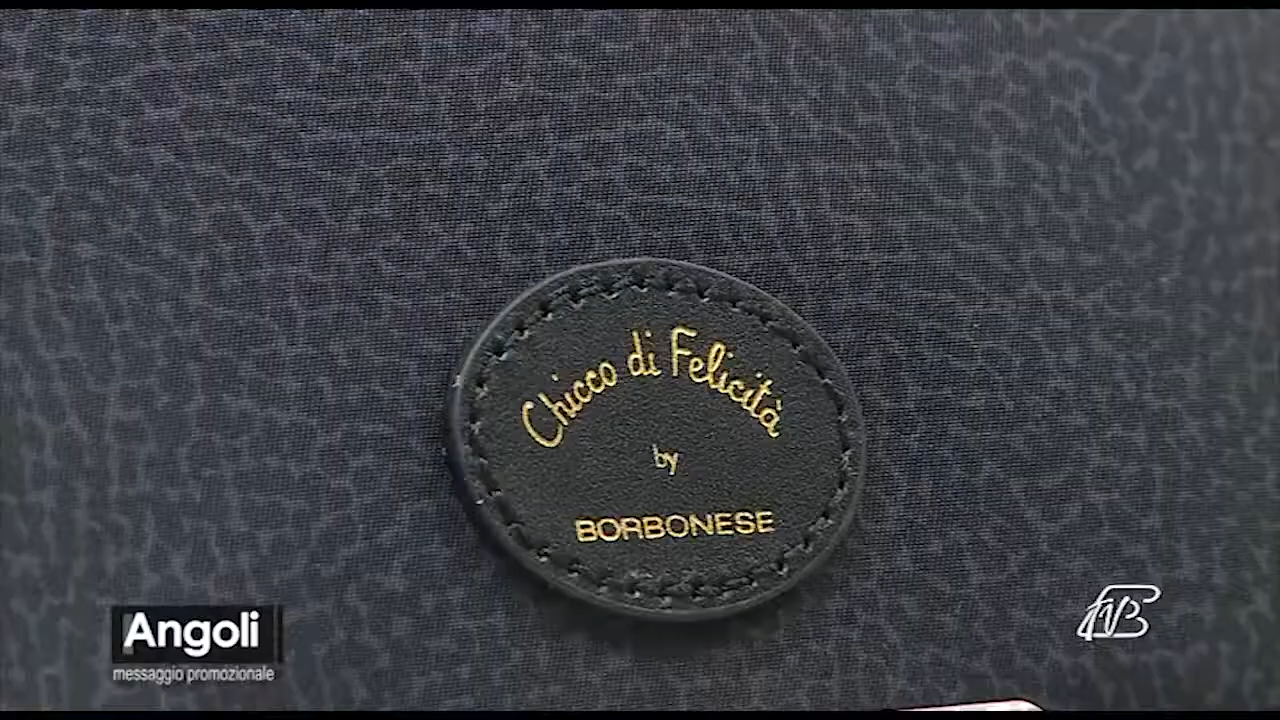 Chicco di Felicità
by
BORBONESE
Angoli
messaggio promozionale